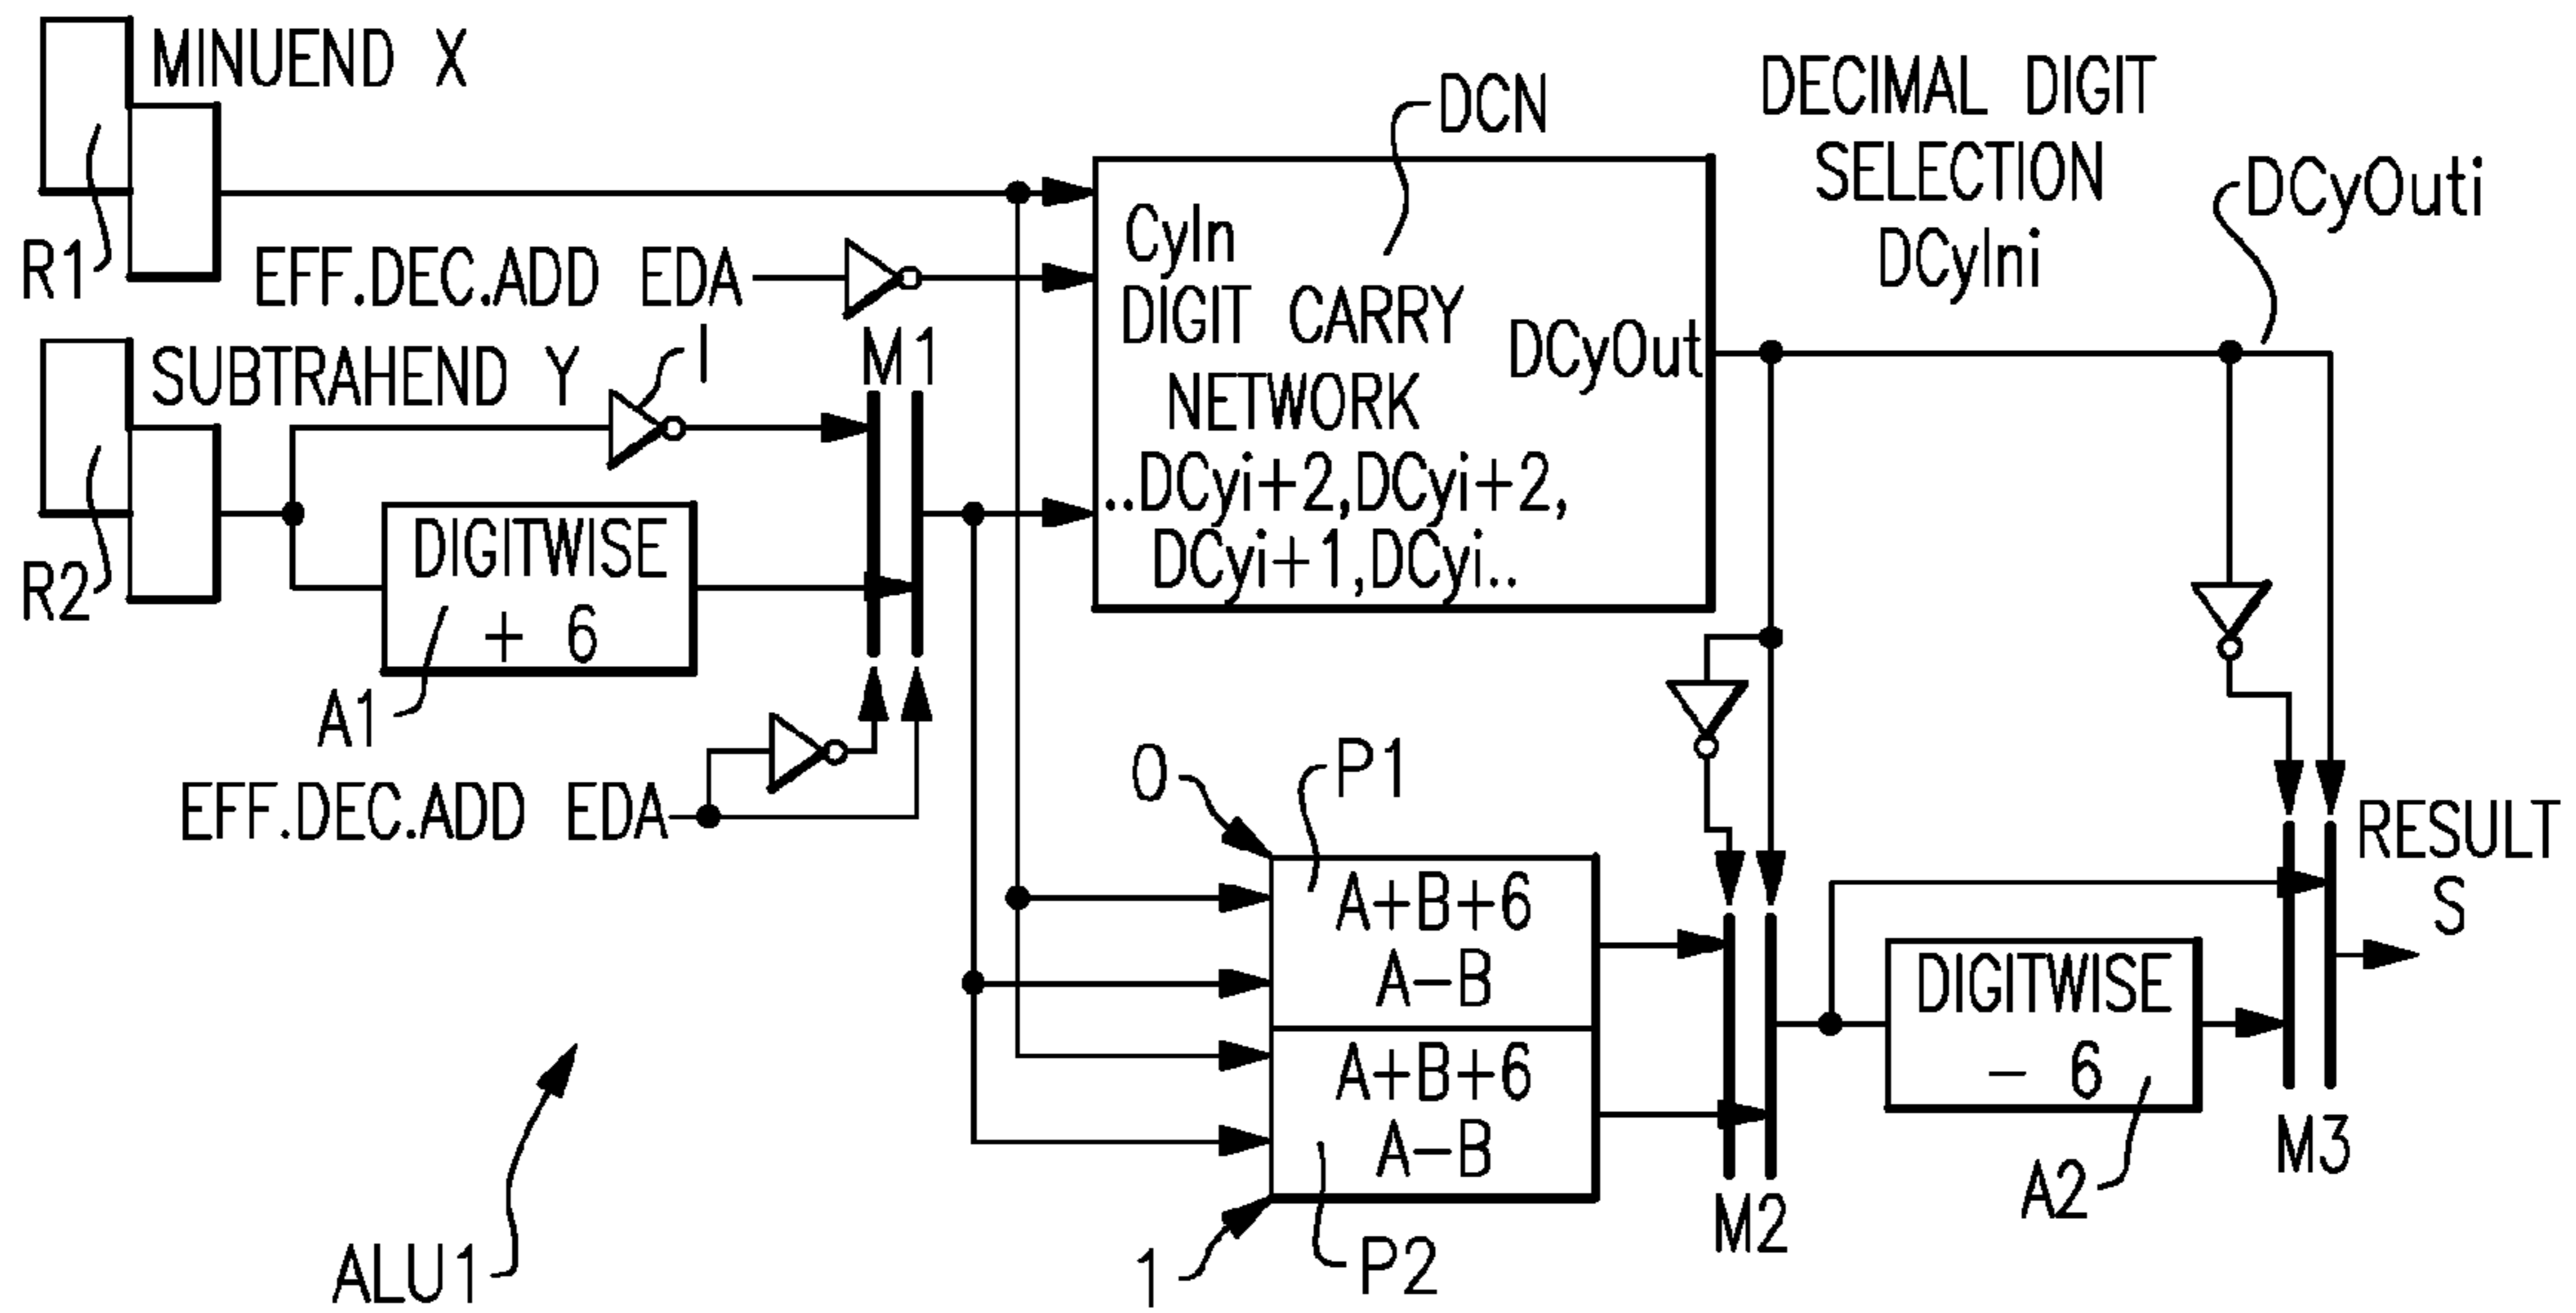 MINUEND X
R1
EFF.DEC.ADD EDA
SUBTRAHEND Y
I
M1
R2
DIGITWISE
+ 6
A1
EFF.DEC.ADD EDA
DCN
CyIn
DIGIT CARRY
NETWORK
DCyOut
..DCyi+2,DCyi+2,
DCyi+1,DCyi..
DECIMAL DIGIT
SELECTION
DCyIni
DCyOuti
0
P1
A+B+6
A-B
A+B+6
A-B
1
P2
M2
DIGITWISE
- 6
A2
M3
RESULT
S
ALU1